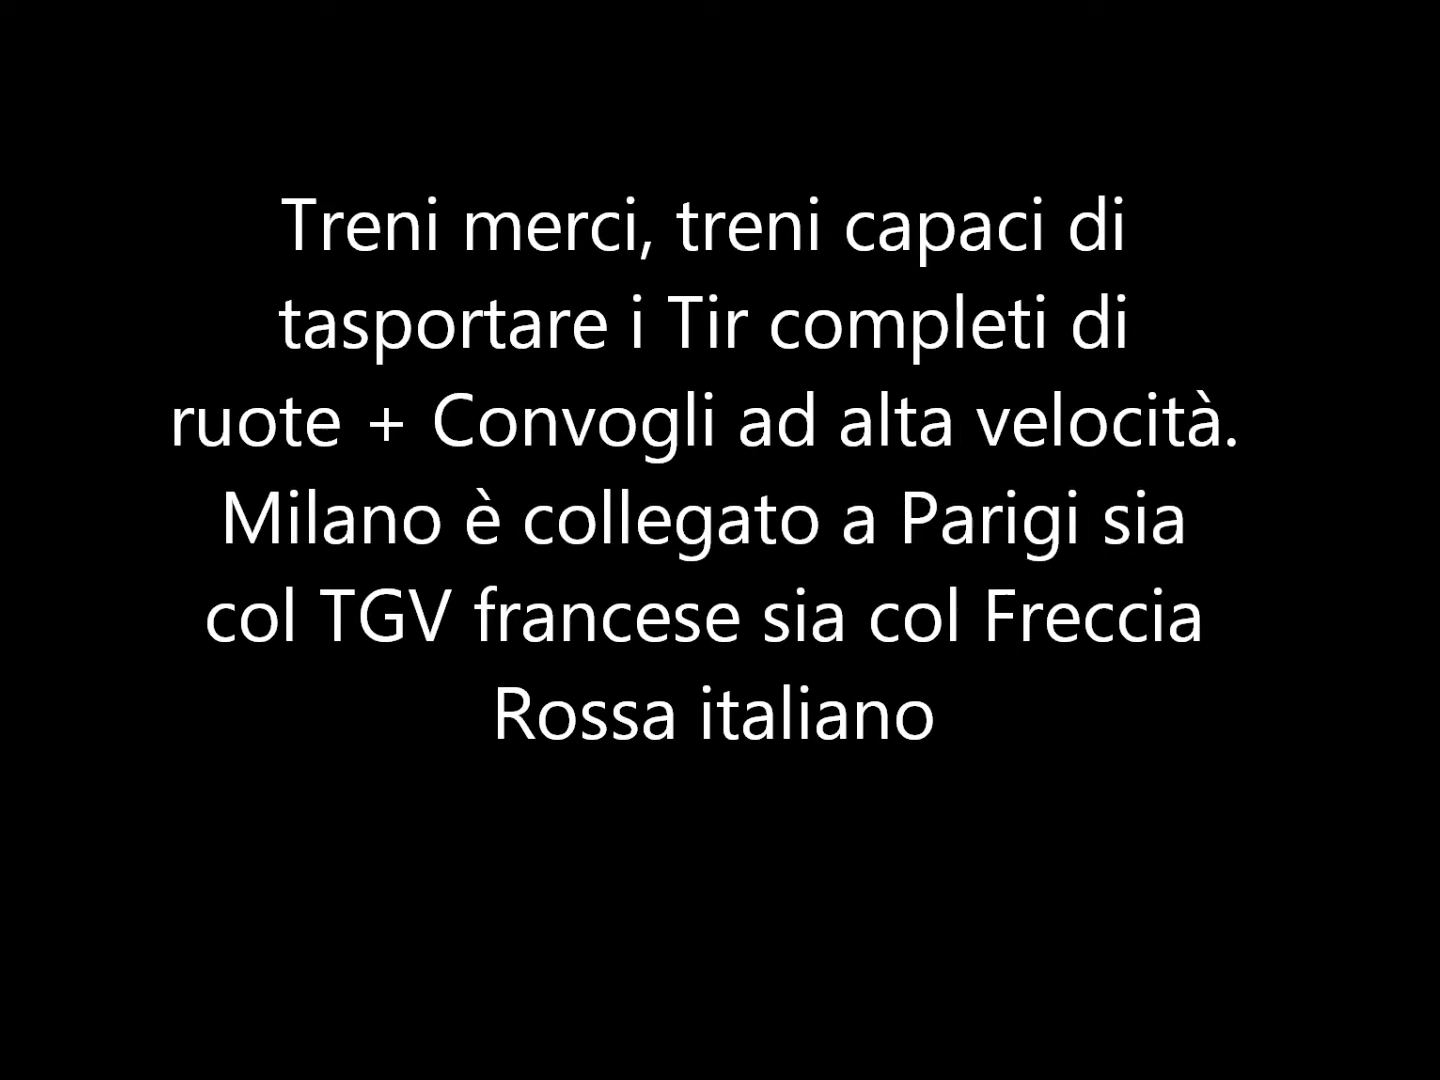 Treni merci, treni capaci di
tasportare i Tir completi di
ruote + Convogli ad alta velocità.
Milano è collegato a Parigi sia
col TGV francese sia col Freccia
Rossa italiano